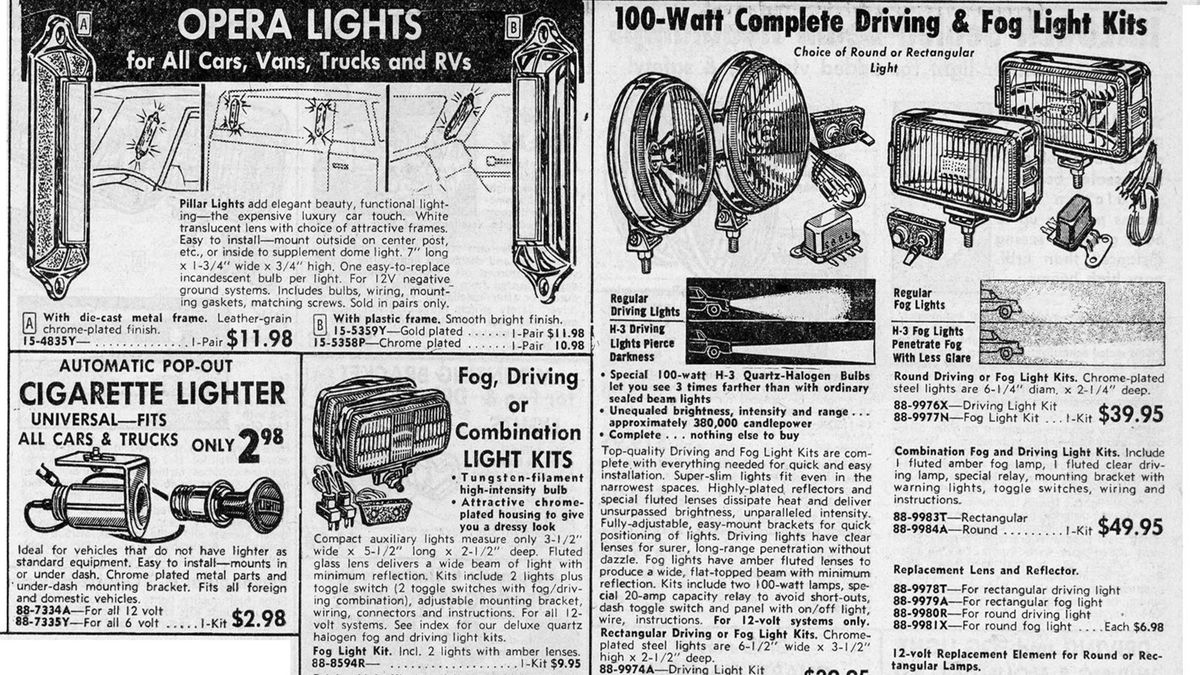 A
OPERA LIGHTS
B
for All Cars, Vans, Trucks and RVs
Pillar Lights add elegant beauty, functional light-
ing—the expensive luxury car touch. White
translucent lens with choice of attractive frames.
Easy to install—mount outside on center post,
etc., or inside to supplement dome light. 7" long
x 1-3/4" wide x 3/4" high. One easy-to-replace
incandescent bulb per light. For 12V negative
ground systems. Includes bulbs, wiring, mount-
ing gaskets, matching screws. Sold in pairs only.
A With die-cast metal frame. Leather-grain
chrome-plated finish.
15-4835Y— . . . . . . . . . . . . 1-Pair $11.98
B With plastic frame. Smooth bright finish.
15-5359Y—Gold plated . . . . . . 1-Pair $11.98
15-5358P—Chrome plated . . . . . 1-Pair 10.98
AUTOMATIC POP-OUT
CIGARETTE LIGHTER
UNIVERSAL—FITS
ALL CARS & TRUCKS ONLY 2 98
Ideal for vehicles that do not have lighter as
standard equipment. Easy to install—mounts in
or under dash. Chrome plated metal parts and
under-dash mounting bracket. Fits all foreign
and domestic vehicles.
88-7334A—For all 12 volt
88-7335Y—For all 6 volt . . . . . 1-Kit $2.98
Fog, Driving
or
Combination
LIGHT KITS
• Tungsten-filament
high-intensity bulb
• Attractive chrome-
plated housing to give
you a dressy look
Compact auxiliary lights measure only 3-1/2"
wide x 5-1/2" long x 2-1/2" deep. Fluted
glass lens delivers a wide beam of light with
minimum reflection. Kits include 2 lights plus
toggle switch (2 toggle switches with fog/driv-
ing combination), adjustable mounting bracket,
wiring, connectors and instructions. For all 12-
volt systems. See index for our deluxe quartz
halogen fog and driving light kits.
Fog Light Kit. Incl. 2 lights with amber lenses.
88-8594R— . . . . . . . . . . . . . . . 1-Kit $9.95
100-Watt Complete Driving & Fog Light Kits
Choice of Round or Rectangular
Light
Regular
Driving Lights
H-3 Driving
Lights Pierce
Darkness
• Special 100-watt H-3 Quartz-Halogen Bulbs
let you see 3 times farther than with ordinary
sealed beam lights
• Unequaled brightness, intensity and range . . .
approximately 380,000 candlepower
• Complete . . . nothing else to buy
Top-quality Driving and Fog Light Kits are com-
plete with everything needed for quick and easy
installation. Super-slim lights fit even in the
narrowest spaces. Highly-plated reflectors and
special fluted lenses dissipate heat and deliver
unsurpassed brightness, unparalleled intensity.
Fully-adjustable, easy-mount brackets for quick
positioning of lights. Driving lights have clear
lenses for surer, long-range penetration without
dazzle. Fog lights have amber fluted lenses to
produce a wide, flat-topped beam with minimum
reflection. Kits include two 100-watt lamps, spe-
cial 20-amp capacity relay to avoid short-outs,
dash toggle switch and panel with on/off light,
wire, instructions. For 12-volt systems only.
Rectangular Driving or Fog Light Kits. Chrome-
plated steel lights are 6-1/2" wide x 3-1/2"
high x 2-1/2" deep.
88-9974A—Driving Light Kit
Regular
Fog Lights
H-3 Fog Lights
Penetrate Fog
With Less Glare
Round Driving or Fog Light Kits. Chrome-plated
steel lights are 6-1/4" diam. x 2-1/4" deep.
88-9976X—Driving Light Kit
88-9977N—Fog Light Kit . . . 1-Kit $39.95
Combination Fog and Driving Light Kits. Include
1 fluted amber fog lamp, 1 fluted clear driv-
ing lamp, special relay, mounting bracket with
warning lights, toggle switches, wiring and
instructions.
88-9983T—Rectangular
88-9984A—Round . . . . . . . . . 1-Kit $49.95
Replacement Lens and Reflector.
88-9978T—For rectangular driving light
88-9979A—For rectangular fog light
88-9980R—For round driving light
88-9981X—For round fog light . . . . Each $6.98
12-volt Replacement Element for Round or Rec-
tangular Lamps.